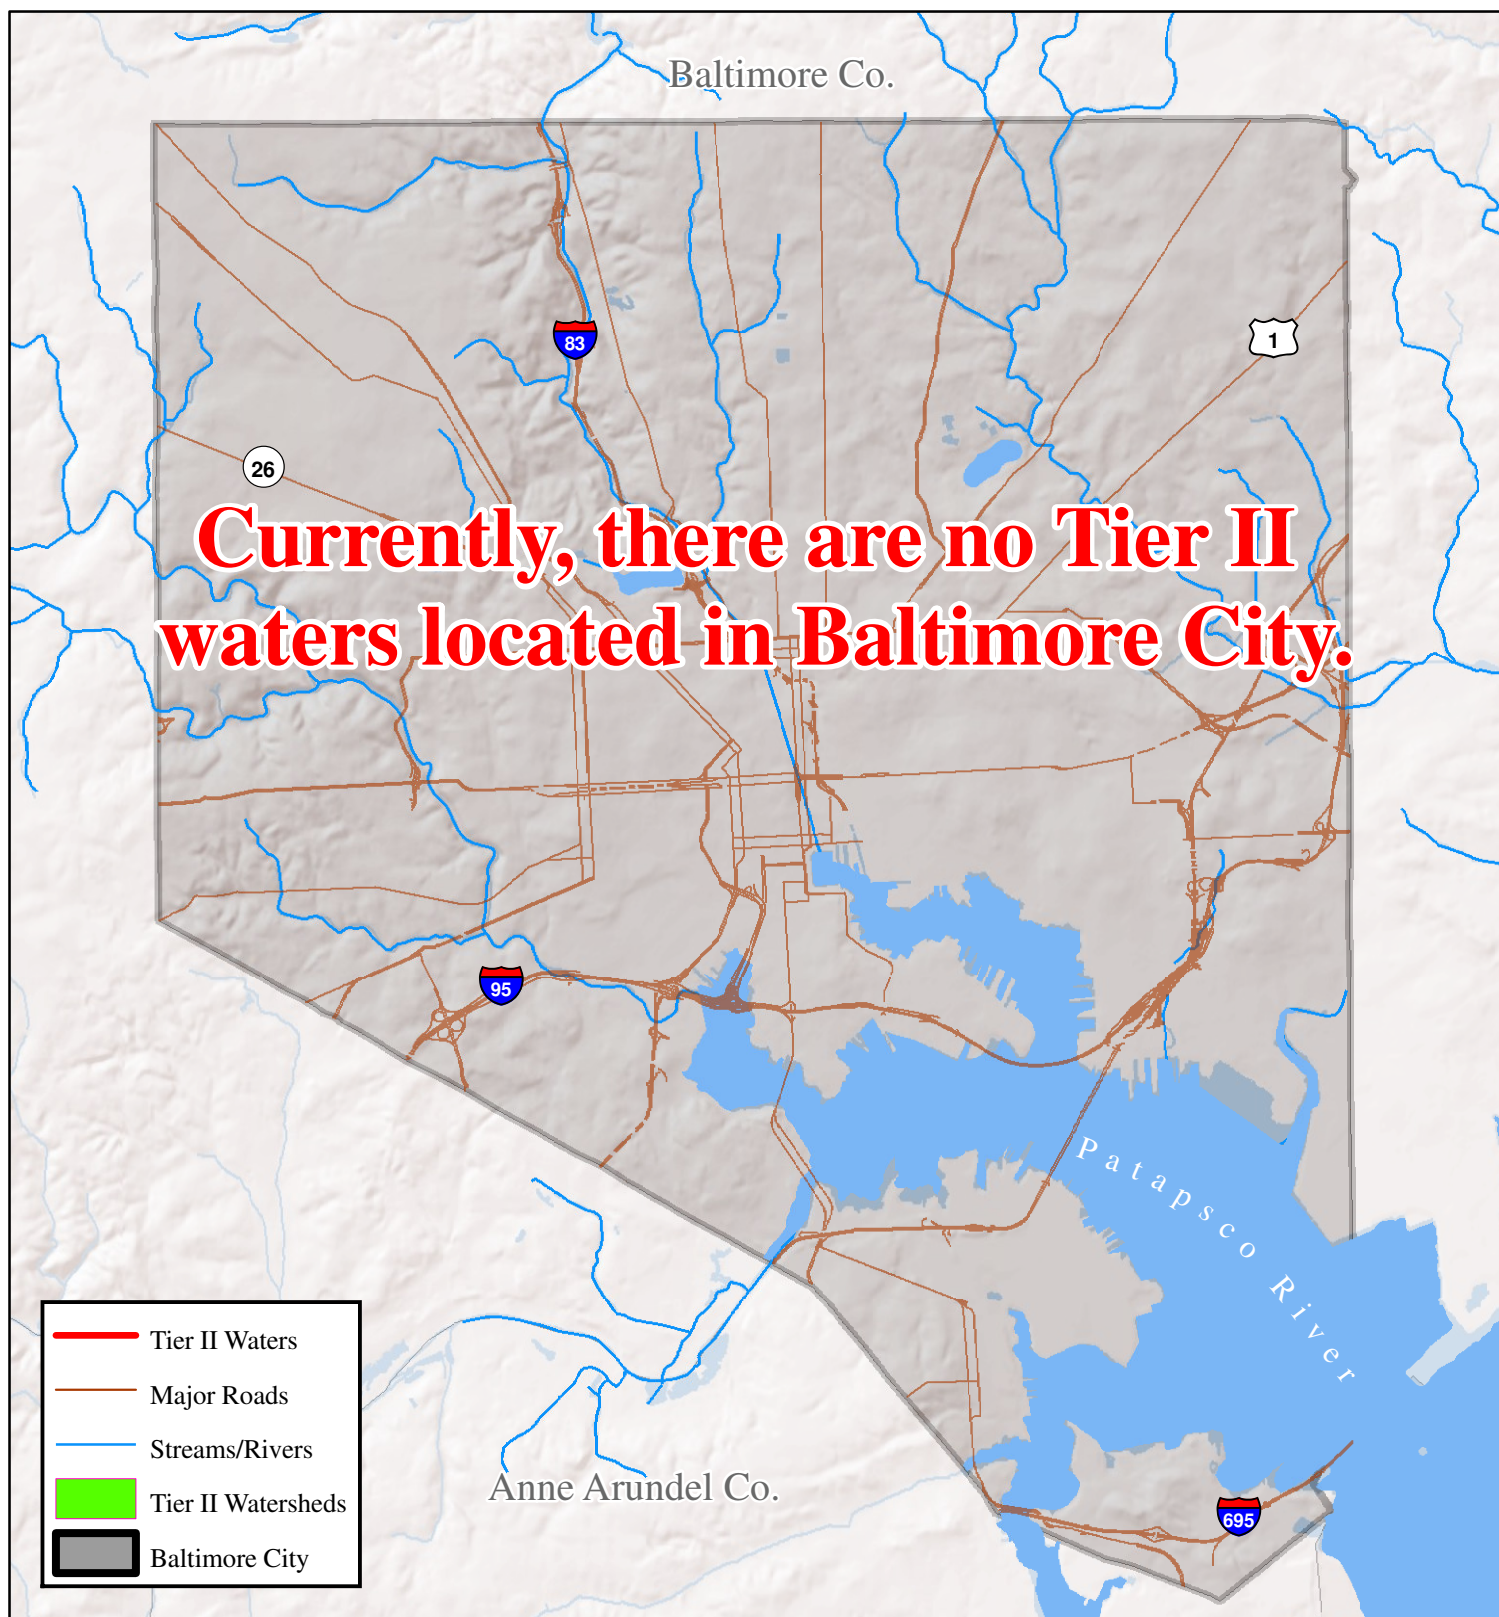 Baltimore Co.
83
1
26
Currently, there are no Tier II
waters located in Baltimore City.
95
Patapsco River
Tier II Waters
Major Roads
Streams/Rivers
Tier II Watersheds
Baltimore City
Anne Arundel Co.
695